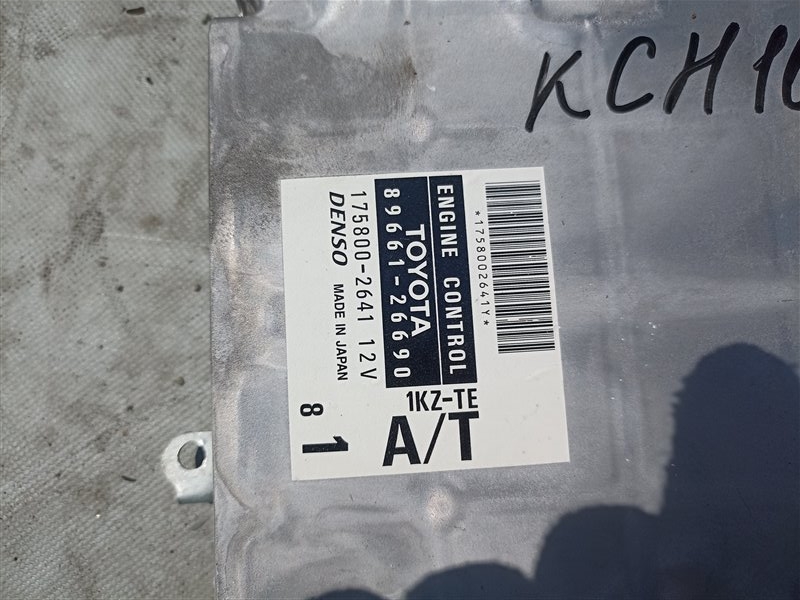 KCH1
*1758002641Y*
ENGINE CONTROL
TOYOTA
89661-26690
175800-2641 12V
DENSO MADE IN JAPAN
1KZ-TE
A/T
8 1